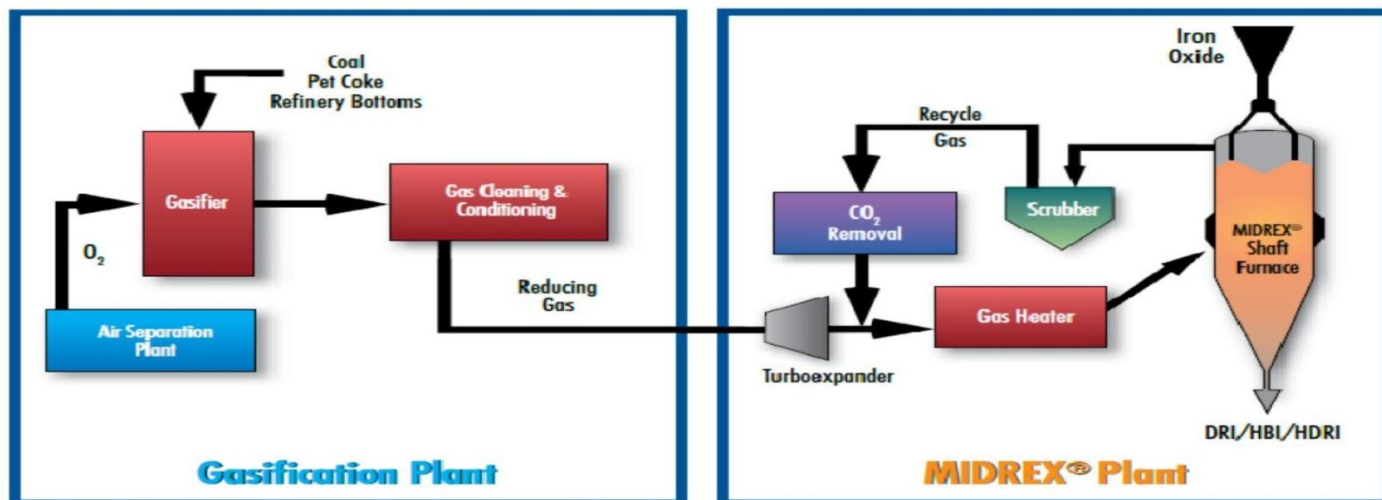 Coal
Pet Coke
Refinery Bottoms
Gasifier
O₂
Air Separation
Plant
Gas Cleaning &
Conditioning
Reducing
Gas
Gasification Plant
Iron
Oxide
Recycle
Gas
CO₂
Removal
Scrubber
MIDREX®
Shaft
Furnace
Gas Heater
Turboexpander
DRI/HBI/HDRI
MIDREX® Plant